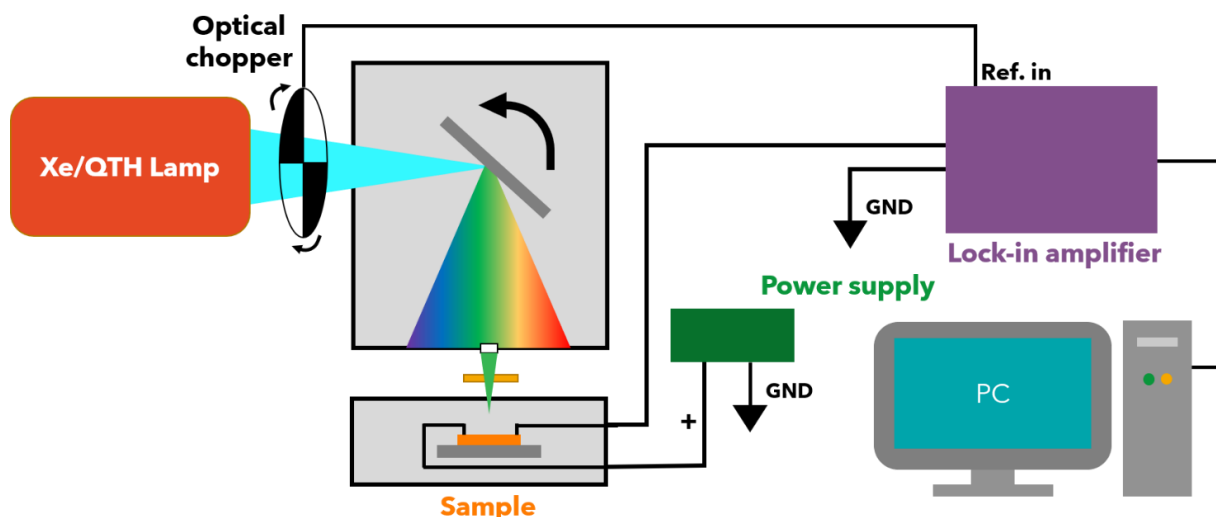 Optical
chopper
Ref. in
Xe/QTH Lamp
GND
Lock-in amplifier
Power supply
GND
+
PC
Sample